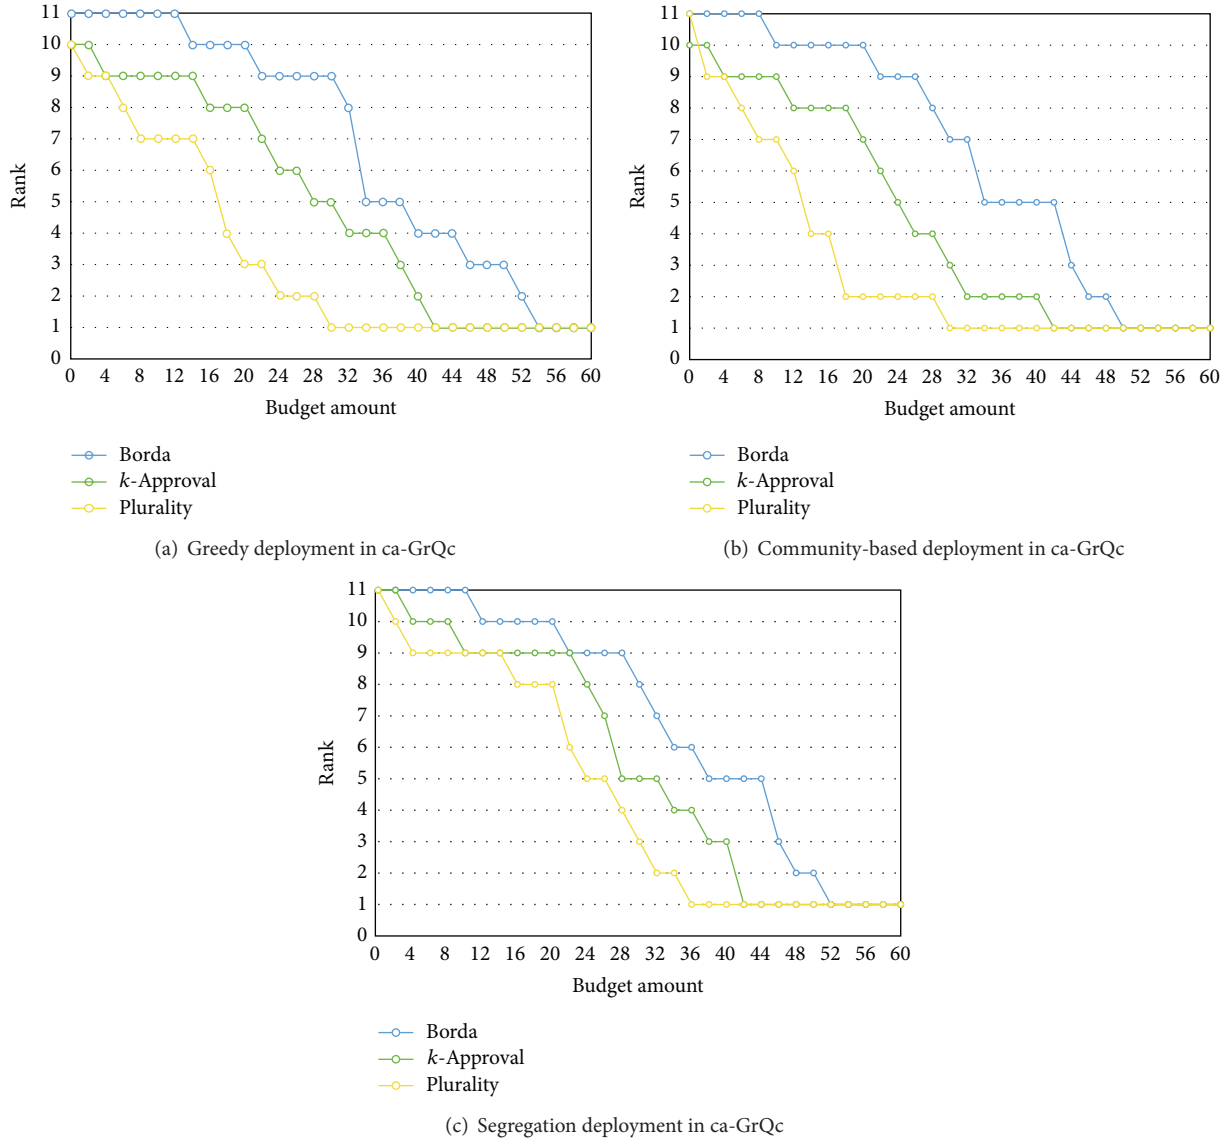 11
10
9
8
7
6
5
4
3
2
1
0
Rank
0 4 8 12 16 20 24 28 32 36 40 44 48 52 56 60
Budget amount
Borda
k-Approval
Plurality
(a) Greedy deployment in ca-GrQc
11
10
9
8
7
6
5
4
3
2
1
0
Rank
0 4 8 12 16 20 24 28 32 36 40 44 48 52 56 60
Budget amount
Borda
k-Approval
Plurality
(b) Community-based deployment in ca-GrQc
11
10
9
8
7
6
5
4
3
2
1
0
Rank
0 4 8 12 16 20 24 28 32 36 40 44 48 52 56 60
Budget amount
Borda
k-Approval
Plurality
(c) Segregation deployment in ca-GrQc